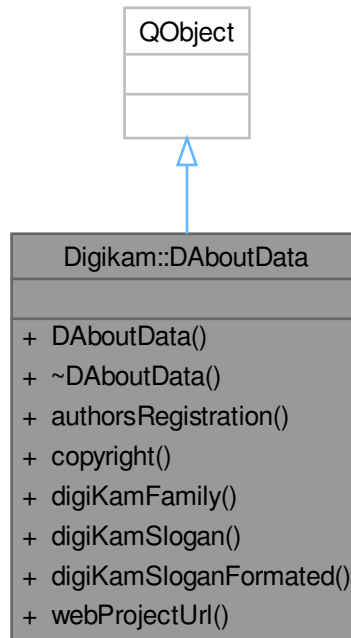 QObject
Digikam::DAboutData
+ DAboutData()
+ ~DAboutData()
+ authorsRegistration()
+ copyright()
+ digiKamFamily()
+ digiKamSlogan()
+ digiKamSloganFormated()
+ webProjectUrl()